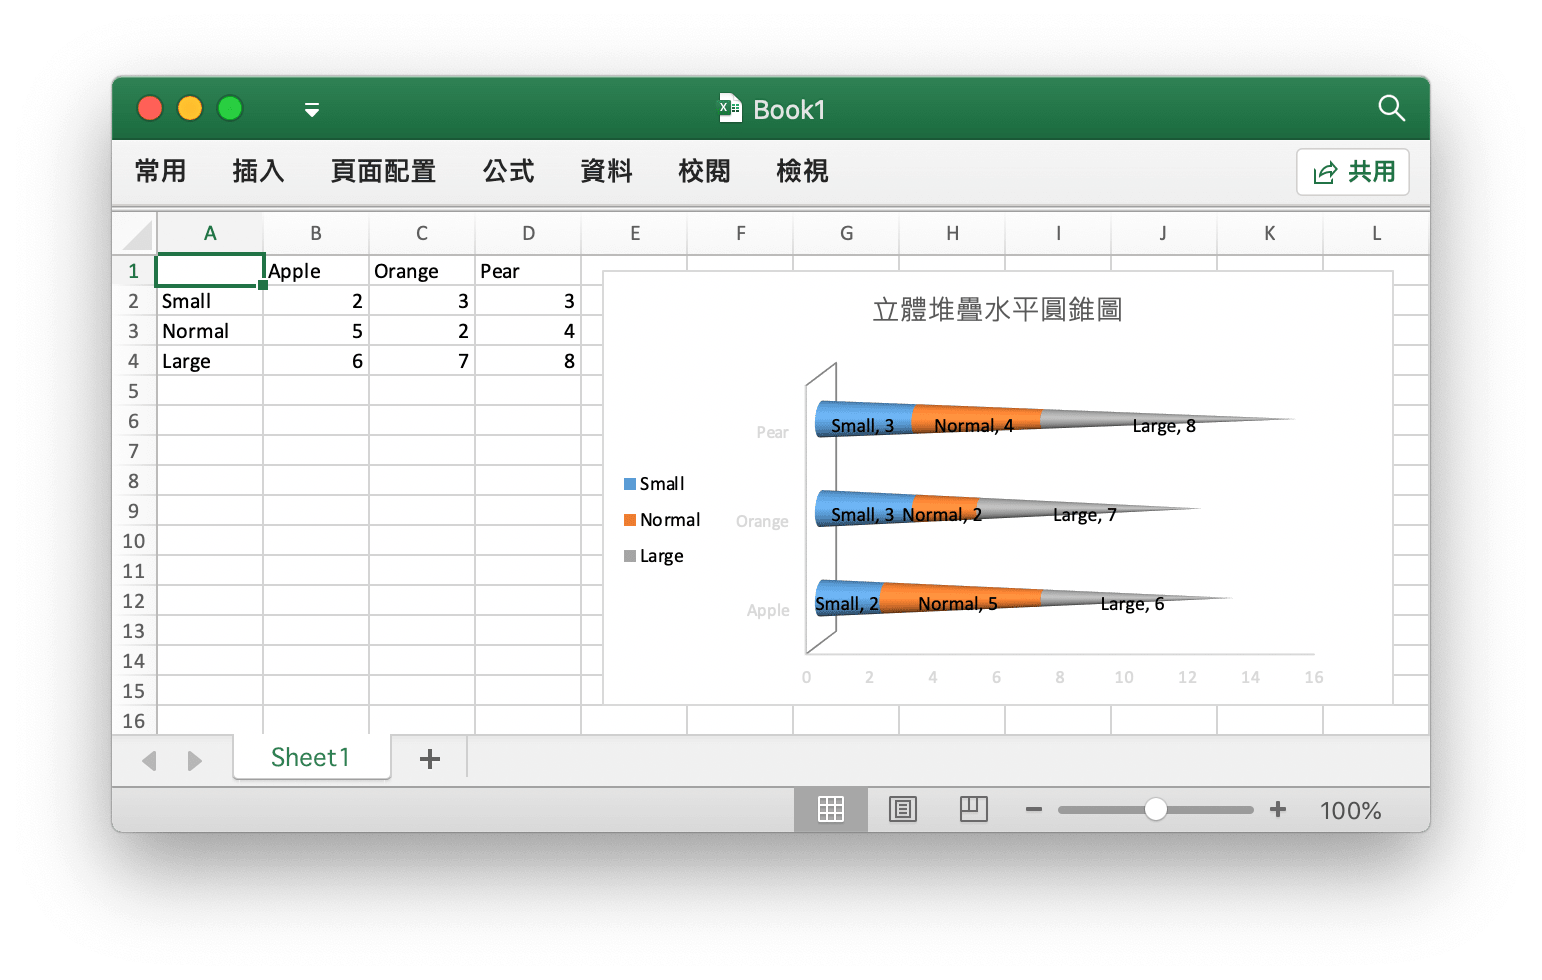 Book1
常用 插入 頁面配置 公式 資料 校閱 檢視 共用
A B C D E F G H I J K L
1 Apple Orange Pear
2 Small 2 3 3
3 Normal 5 2 4
4 Large 6 7 8
5
6
7
8
9
10
11
12
13
14
15
16
立體堆疊水平圓錐圖
Small
Normal
Large
Pear Small, 3 Normal, 4 Large, 8
Orange Small, 3 Normal, 2 Large, 7
Apple Small, 2 Normal, 5 Large, 6
0 2 4 6 8 10 12 14 16
Sheet1
100%